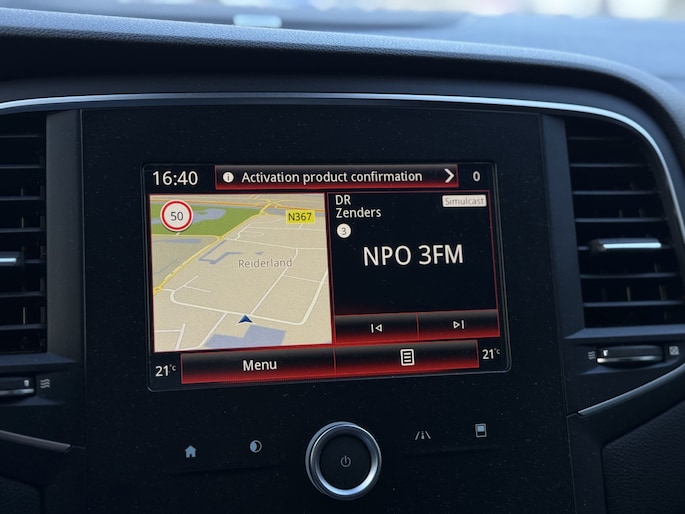 16:40
Activation product confirmation
0
50
N367
Reiderland
DR
Zenders
Simulcast
3
NPO 3FM
21°C
Menu
21°C